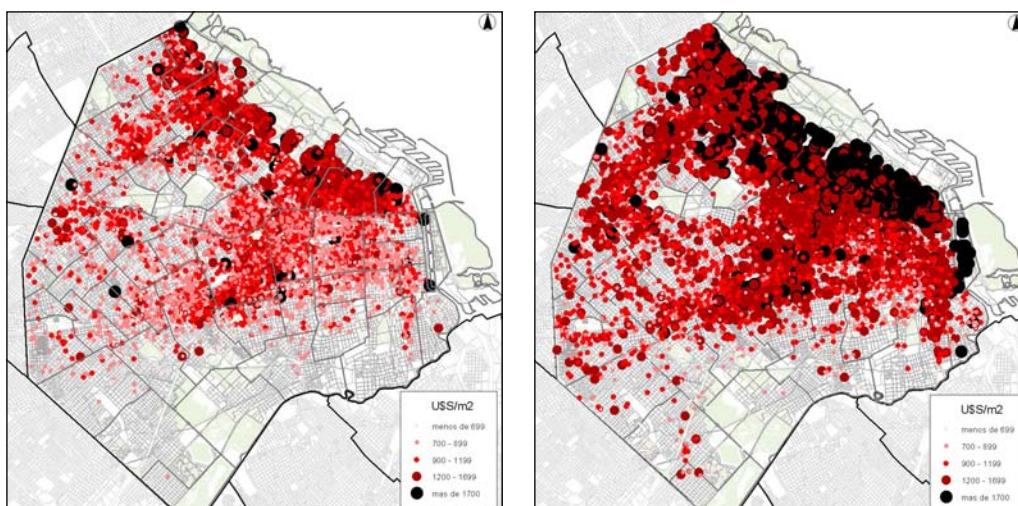 U$S/m2
menos de 699
700 - 899
900 - 1199
1200 - 1699
mas de 1700
U$S/m2
menos de 699
700 - 899
900 - 1199
1200 - 1699
mas de 1700